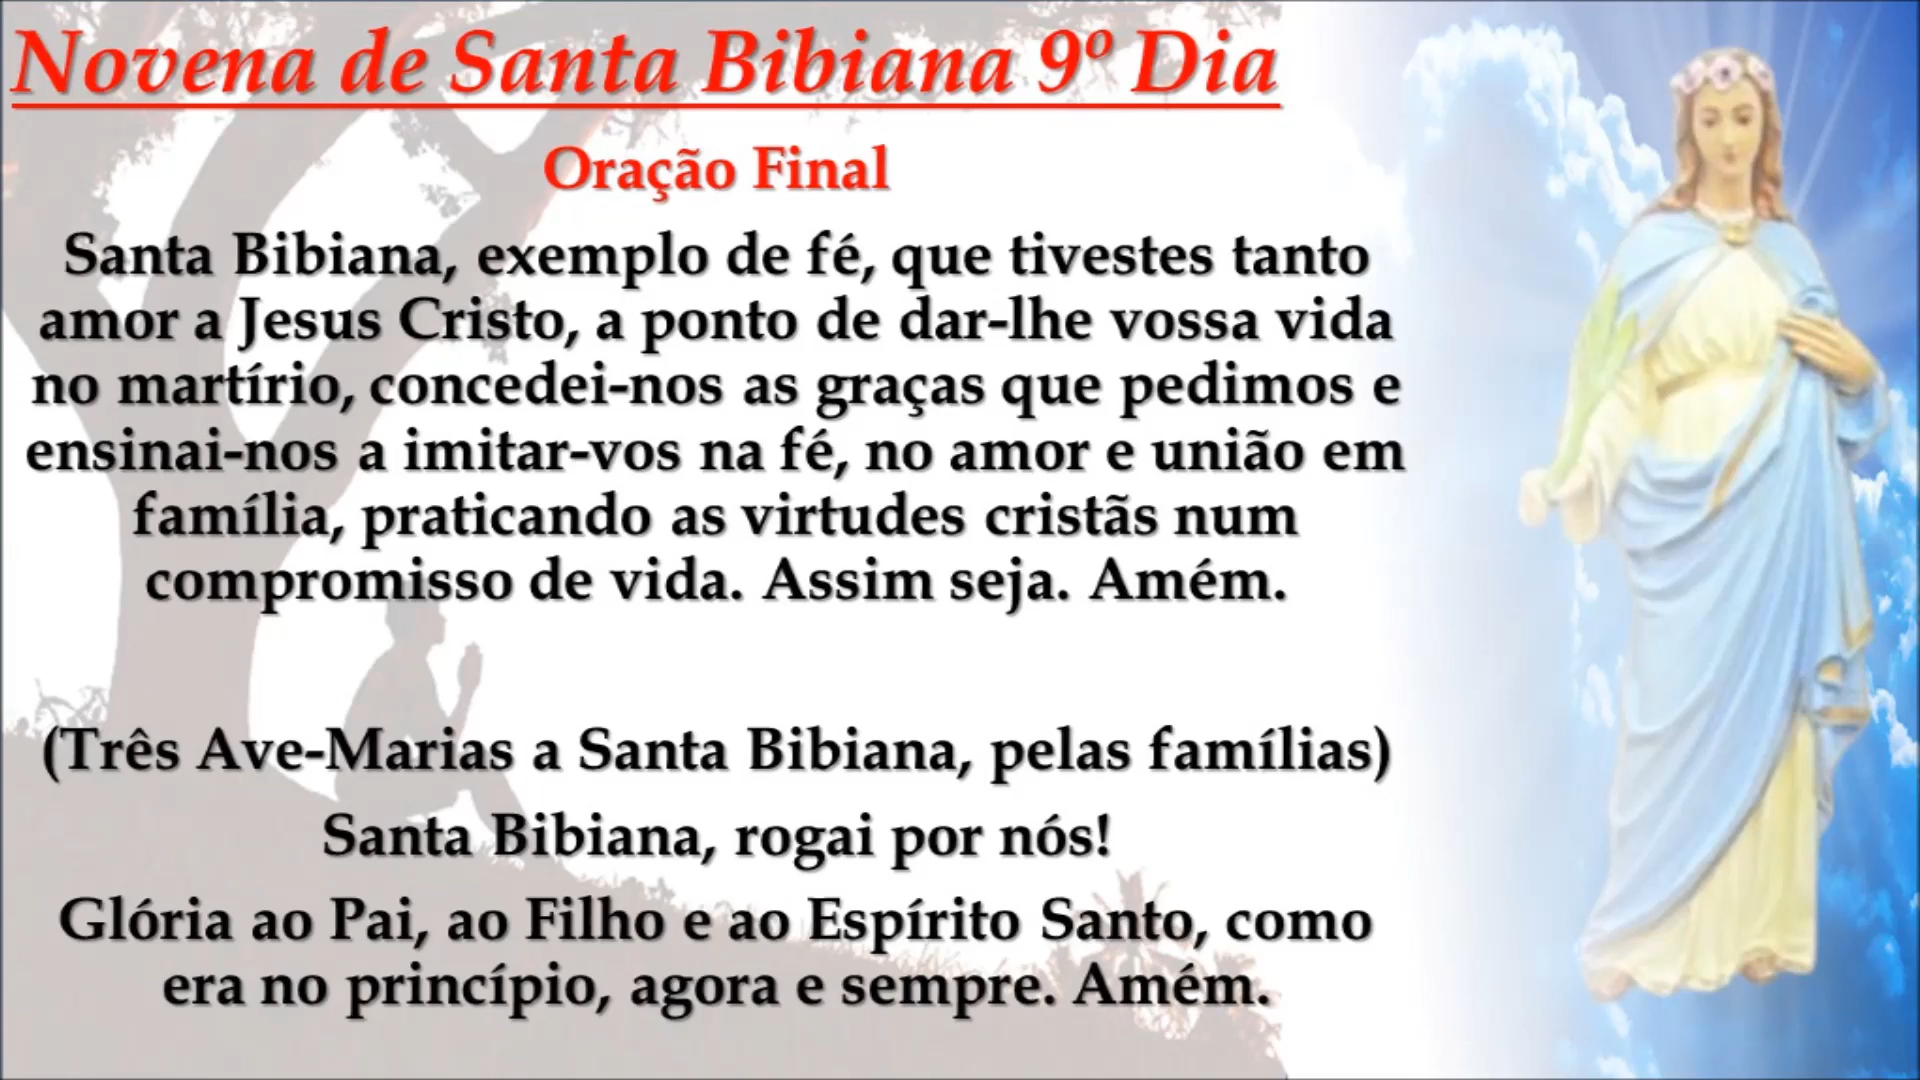 Novena de Santa Bibiana 9º Dia
Oração Final
Santa Bibiana, exemplo de fé, que tivestes tanto
amor a Jesus Cristo, a ponto de dar-lhe vossa vida
no martírio, concedei-nos as graças que pedimos e
ensinai-nos a imitar-vos na fé, no amor e união em
família, praticando as virtudes cristãs num
compromisso de vida. Assim seja. Amém.
(Três Ave-Marias a Santa Bibiana, pelas famílias)
Santa Bibiana, rogai por nós!
Glória ao Pai, ao Filho e ao Espírito Santo, como
era no princípio, agora e sempre. Amém.